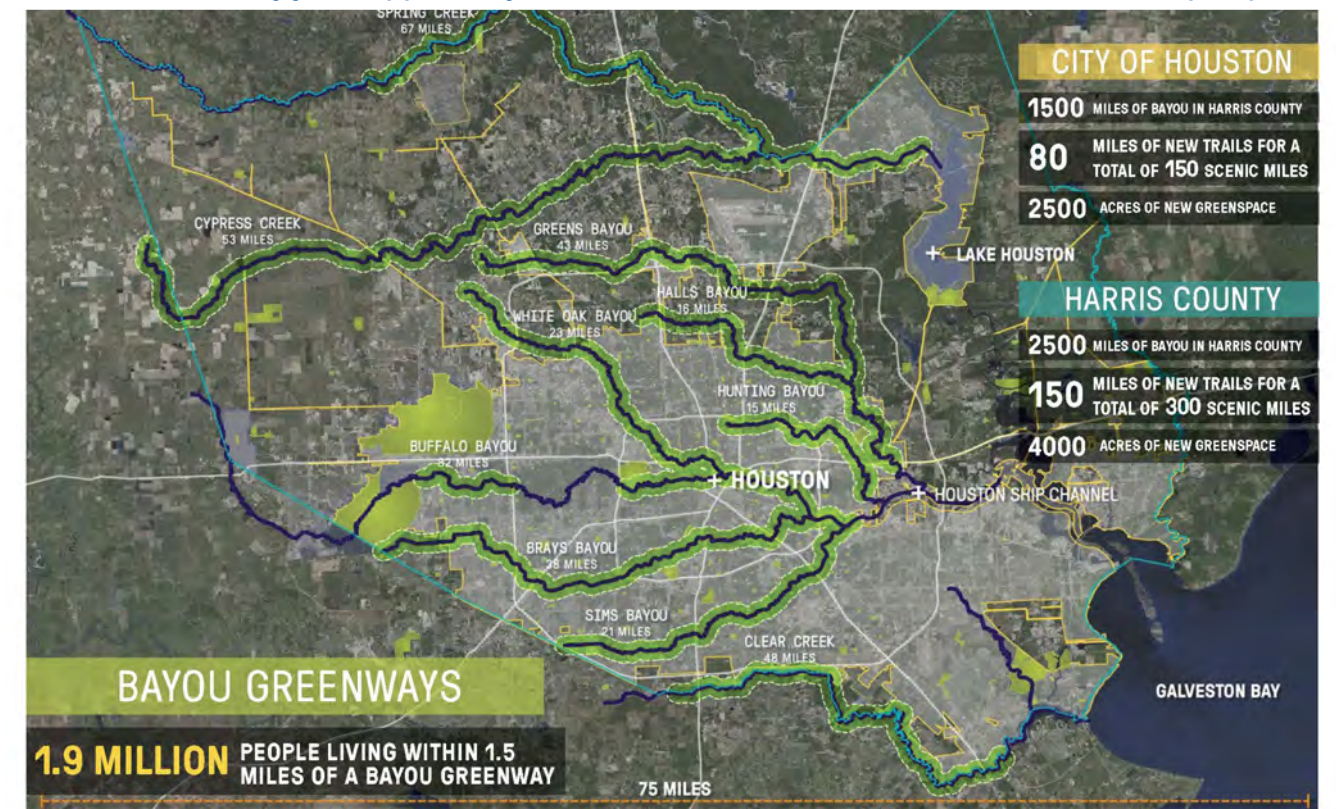 SPRING CREEK
67 MILES
CITY OF HOUSTON
1500 MILES OF BAYOU IN HARRIS COUNTY
80 MILES OF NEW TRAILS FOR A
TOTAL OF 150 SCENIC MILES
2500 ACRES OF NEW GREENSPACE
CYPRESS CREEK
53 MILES
GREENS BAYOU
43 MILES
LAKE HOUSTON
HALLS BAYOU
16 MILES
WHITE OAK BAYOU
23 MILES
HARRIS COUNTY
2500 MILES OF BAYOU IN HARRIS COUNTY
150 MILES OF NEW TRAILS FOR A
TOTAL OF 300 SCENIC MILES
4000 ACRES OF NEW GREENSPACE
HUNTING BAYOU
15 MILES
BUFFALO BAYOU
MILES
HOUSTON
HOUSTON SHIP CHANNEL
BRAYS BAYOU
MILES
SIMS BAYOU
21 MILES
CLEAR CREEK
48 MILES
GALVESTON BAY
BAYOU GREENWAYS
1.9 MILLION PEOPLE LIVING WITHIN 1.5
MILES OF A BAYOU GREENWAY
75 MILES